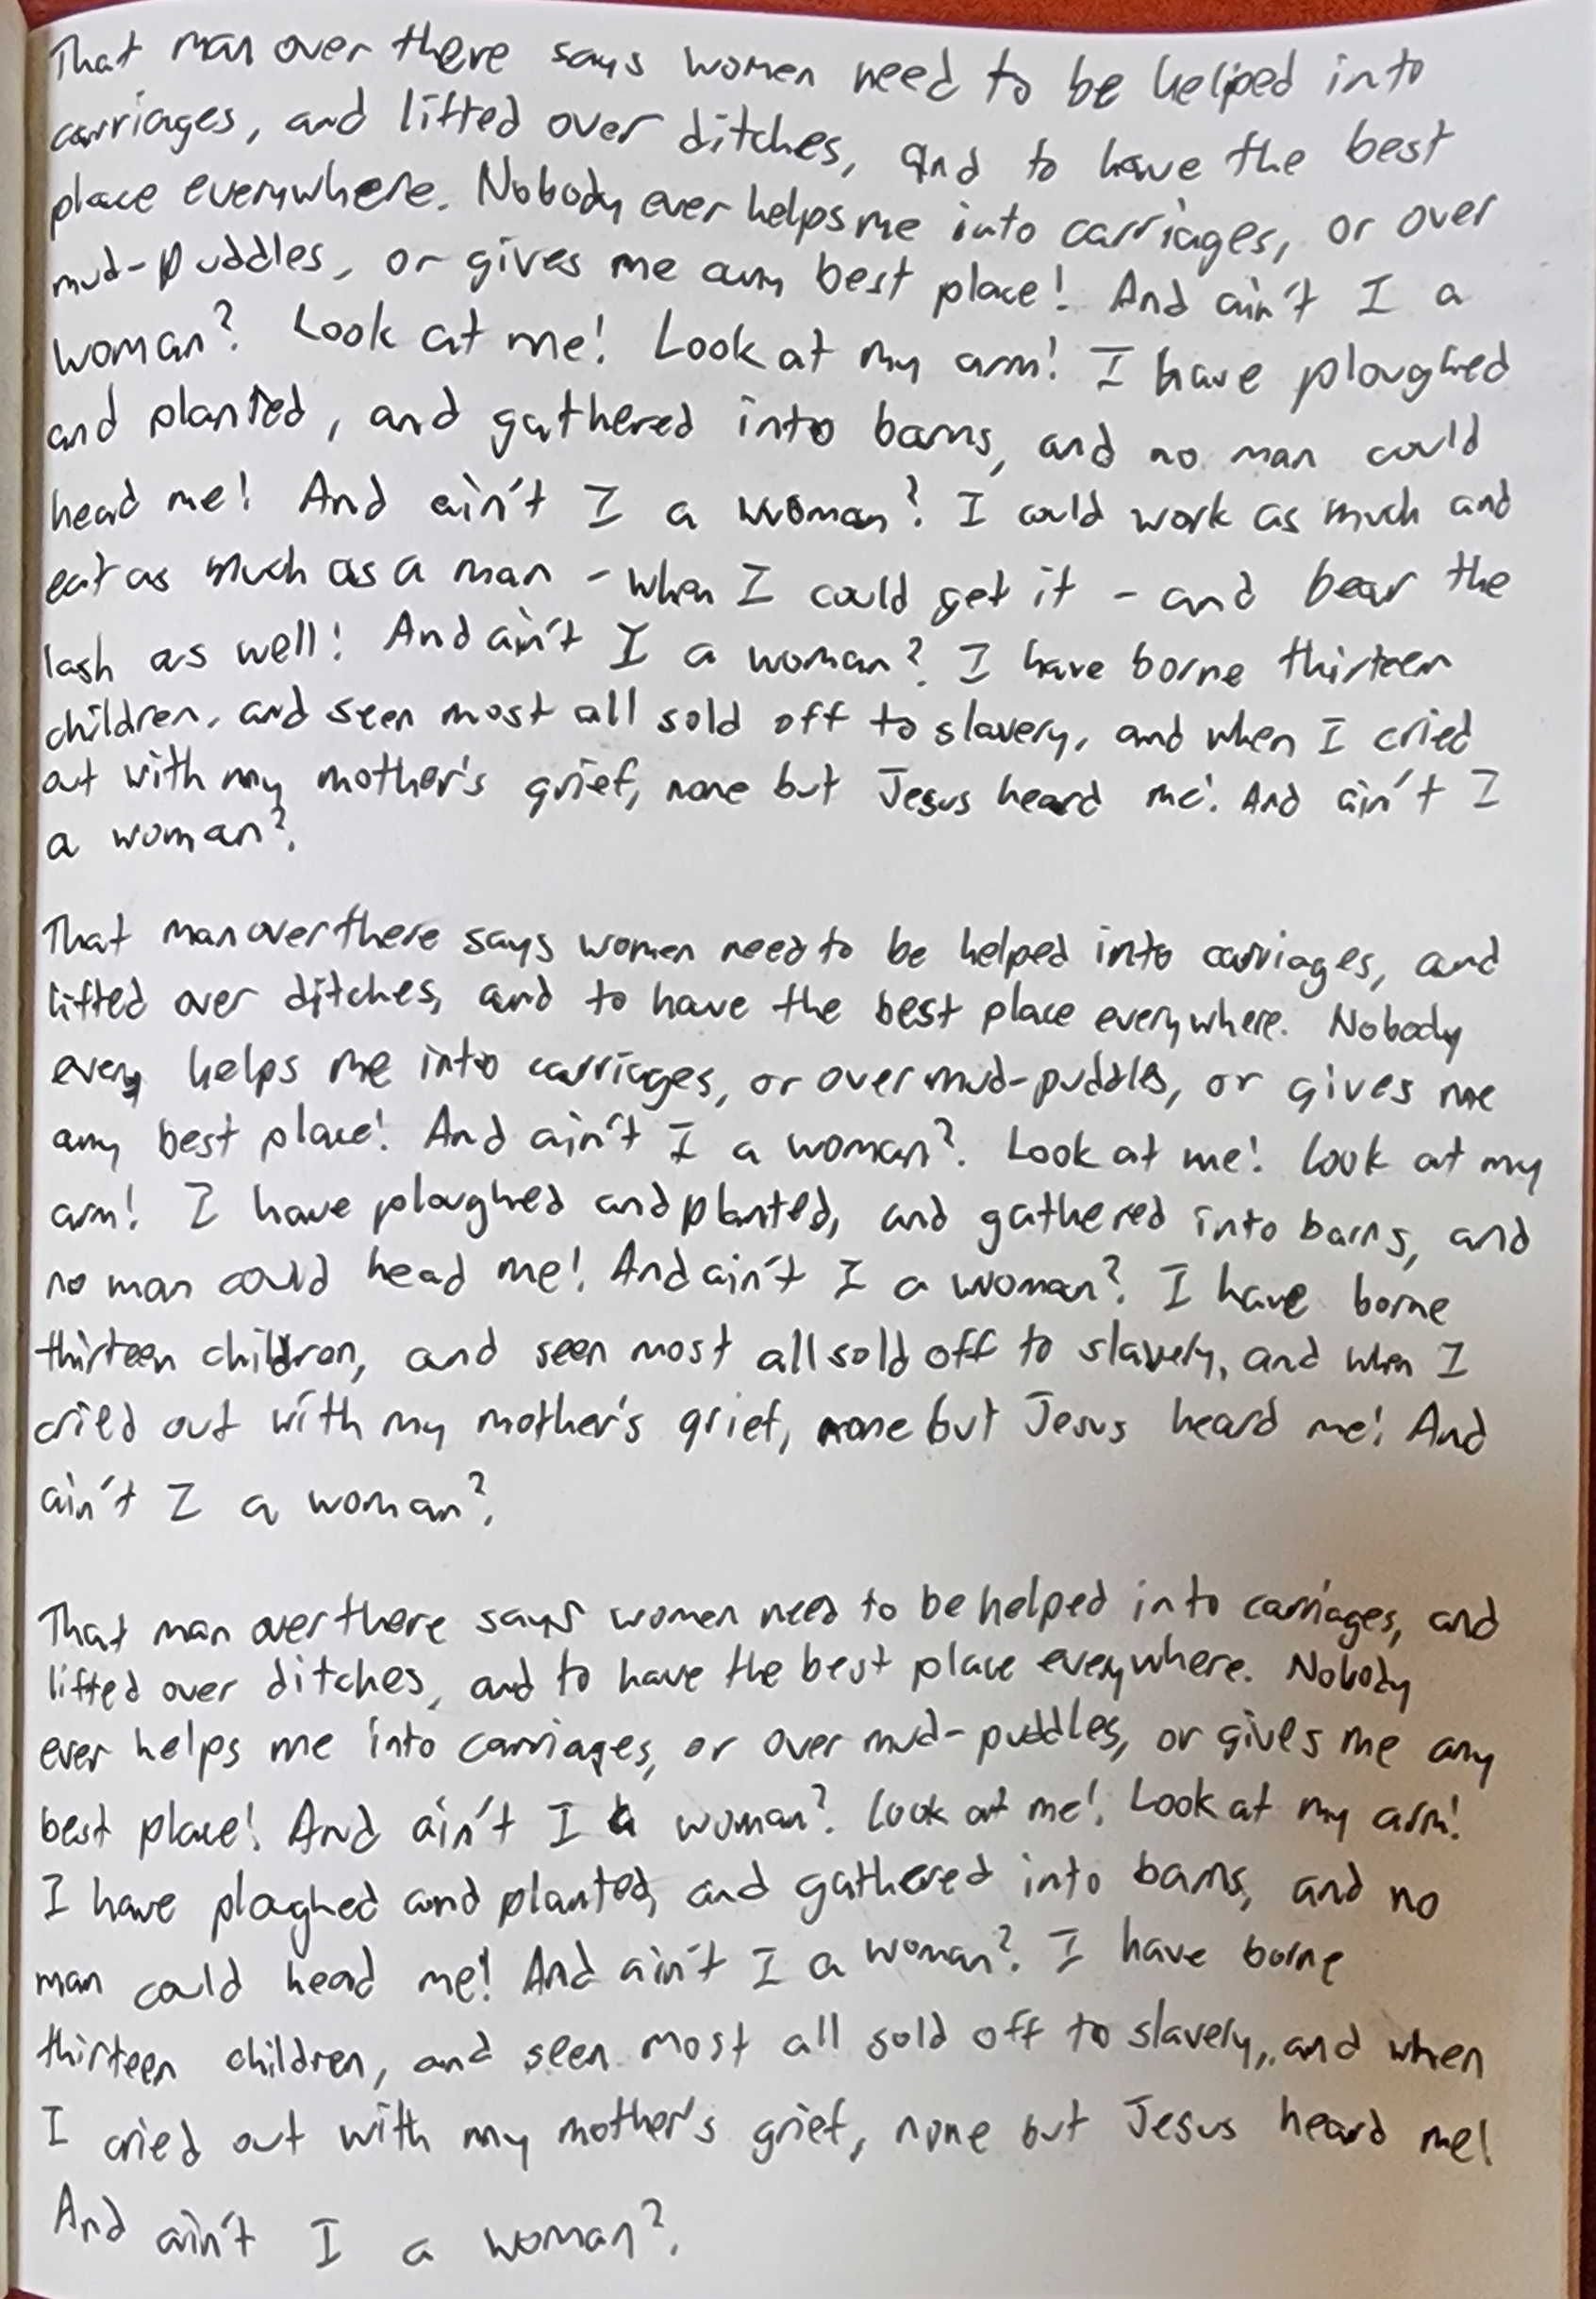 That man over there says women need to be helped into
carriages, and lifted over ditches, and to have the best
place everywhere. Nobody ever helps me into carriages, or over
mud-puddles, or gives me any best place! And ain't I a
woman? Look at me! Look at my arm! I have ploughed
and planted, and gathered into barns, and no man could
head me! And ain't I a woman? I could work as much and
eat as much as a man - when I could get it - and bear the
lash as well! And ain't I a woman? I have borne thirteen
children, and seen most all sold off to slavery, and when I cried
out with my mother's grief, none but Jesus heard me! And ain't I
a woman?
That man over there says women need to be helped into carriages, and
lifted over ditches, and to have the best place everywhere. Nobody
every helps me into carriages, or over mud-puddles, or gives me
any best place! And ain't I a woman? Look at me! Look at my
arm! I have ploughed and planted, and gathered into barns, and
no man could head me! And ain't I a woman? I have borne
thirteen children, and seen most all sold off to slavery, and when I
cried out with my mother's grief, none but Jesus heard me! And
ain't I a woman?
That man over there says women need to be helped into carriages, and
lifted over ditches, and to have the best place everywhere. Nobody
ever helps me into carriages, or over mud-puddles, or gives me any
best place! And ain't I a woman? Look at me! Look at my arm!
I have ploughed and planted, and gathered into barns, and no
man could head me! And ain't I a woman? I have borne
thirteen children, and seen most all sold off to slavery, and when
I cried out with my mother's grief, none but Jesus heard me!
And ain't I a woman?